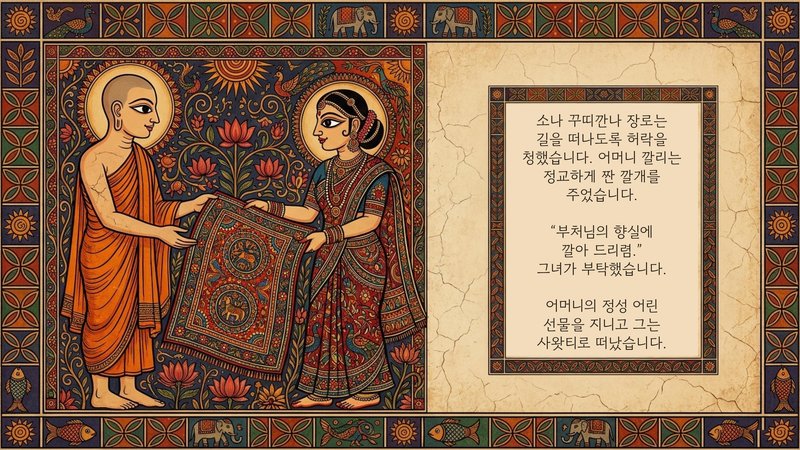 소나 꾸띠깐나 장로는
길을 떠나도록 허락을
청했습니다. 어머니 깔리는
정교하게 짠 깔개를
주었습니다.
“부처님의 향실에
깔아 드리렴.”
그녀가 부탁했습니다.
어머니의 정성 어린
선물을 지니고 그는
사왓티로 떠났습니다.